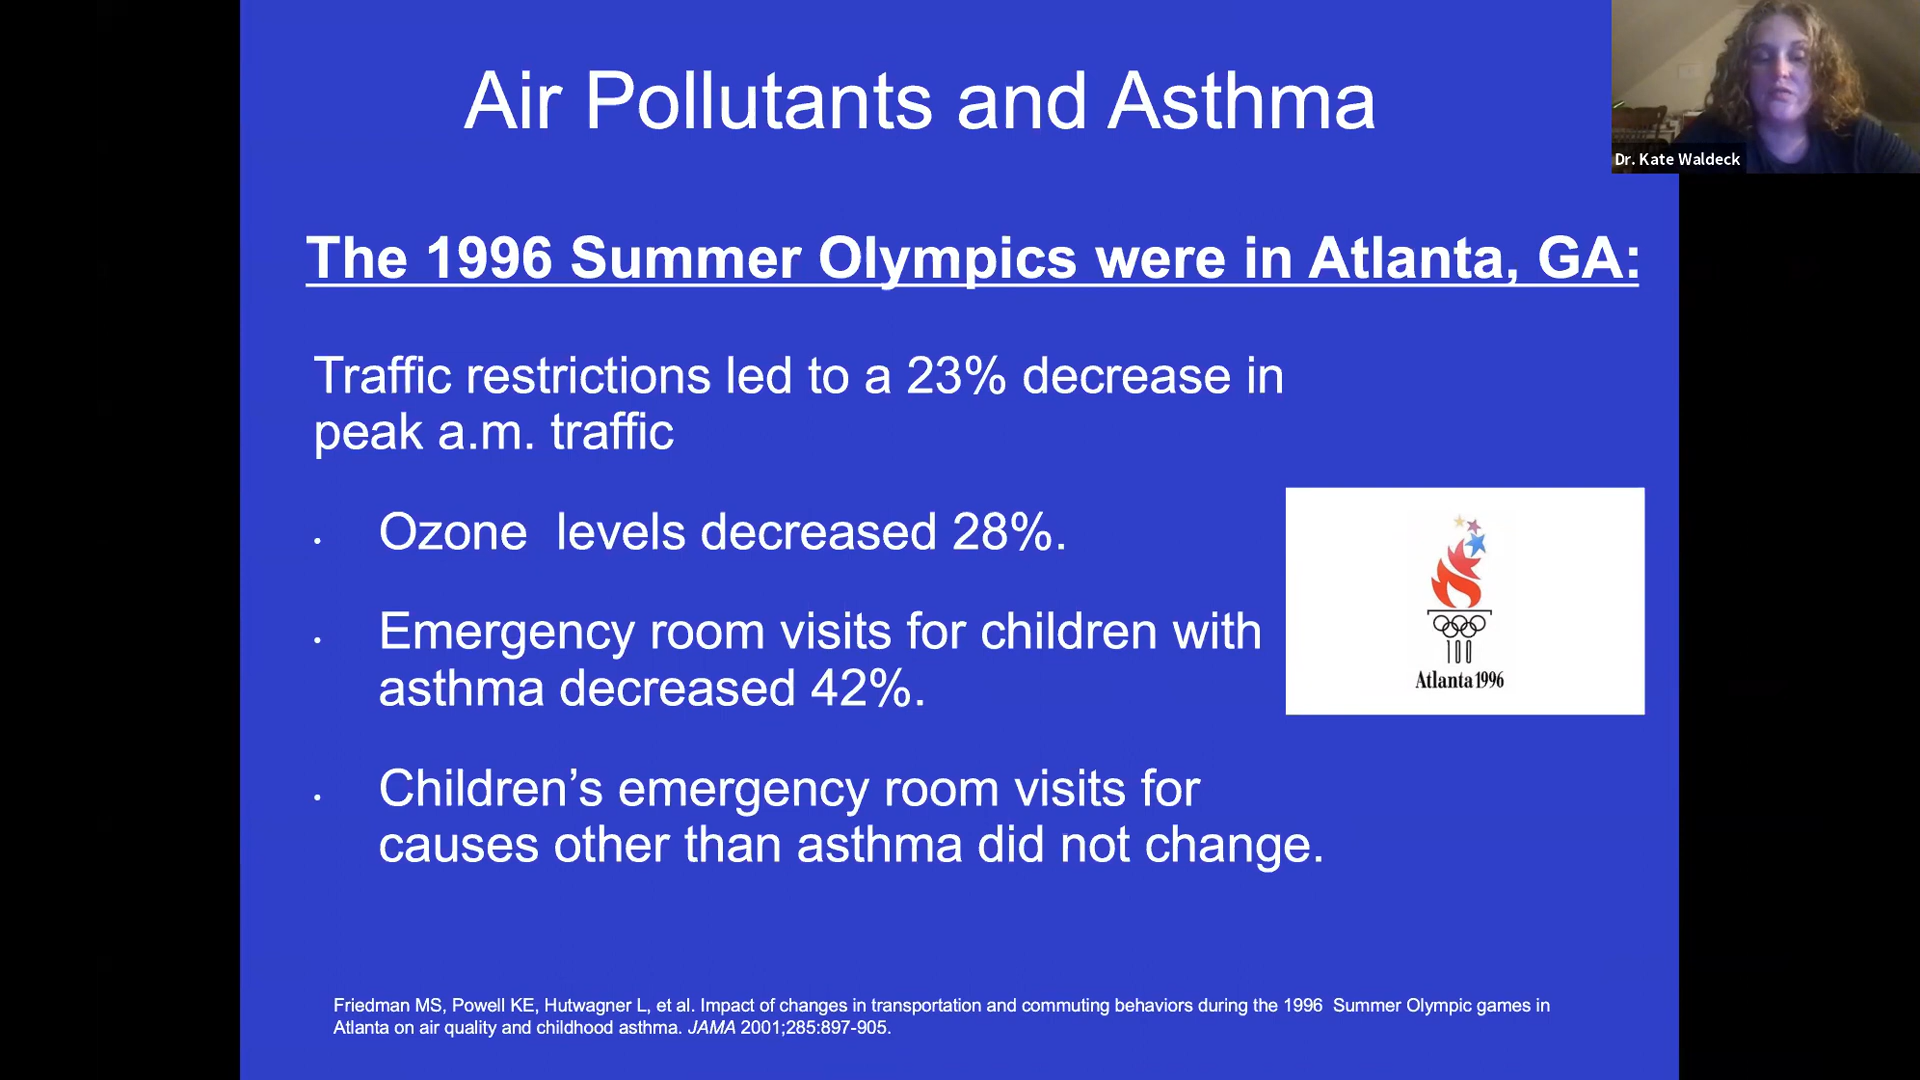 Air Pollutants and Asthma
Dr. Kate Waldeck
The 1996 Summer Olympics were in Atlanta, GA:
Traffic restrictions led to a 23% decrease in
peak a.m. traffic
• Ozone  levels decreased 28%.
• Emergency room visits for children with
asthma decreased 42%.
100
Atlanta 1996
• Children’s emergency room visits for
causes other than asthma did not change.
Friedman MS, Powell KE, Hutwagner L, et al. Impact of changes in transportation and commuting behaviors during the 1996  Summer Olympic games in
Atlanta on air quality and childhood asthma. JAMA 2001;285:897-905.